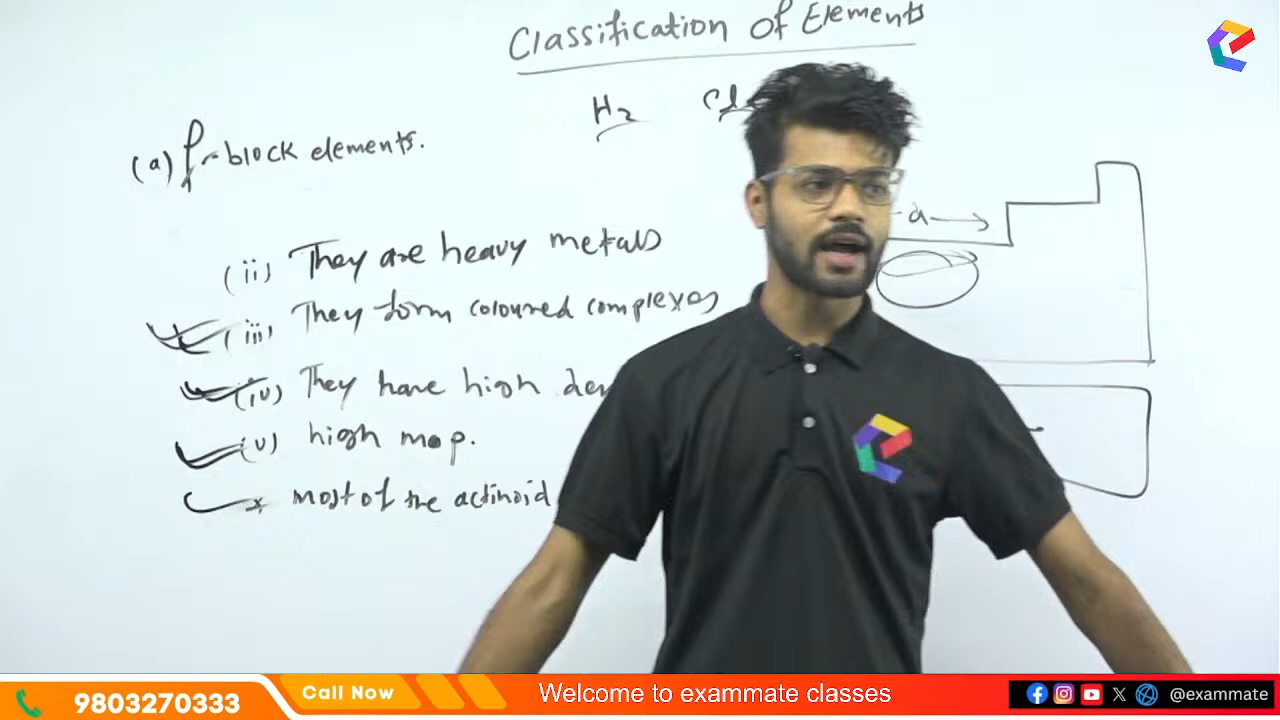 Classification of Elements
H₂ Cl
(a) f-block elements.
(ii) They are heavy metals
(iii) They form coloured complexes
(iv) They have high den
(v) high m.p.
* most of the actinoid
a
9803270333
Call Now
Welcome to exammate classes
@exammate